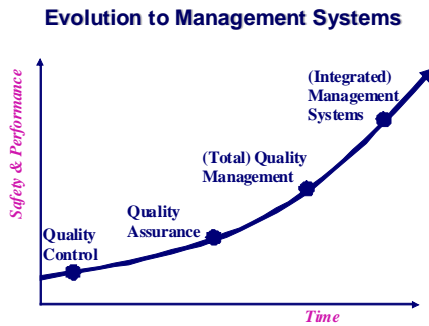 Evolution to Management Systems
Safety & Performance
(Integrated)
Management
Systems
(Total) Quality
Management
Quality
Assurance
Quality
Control
Time